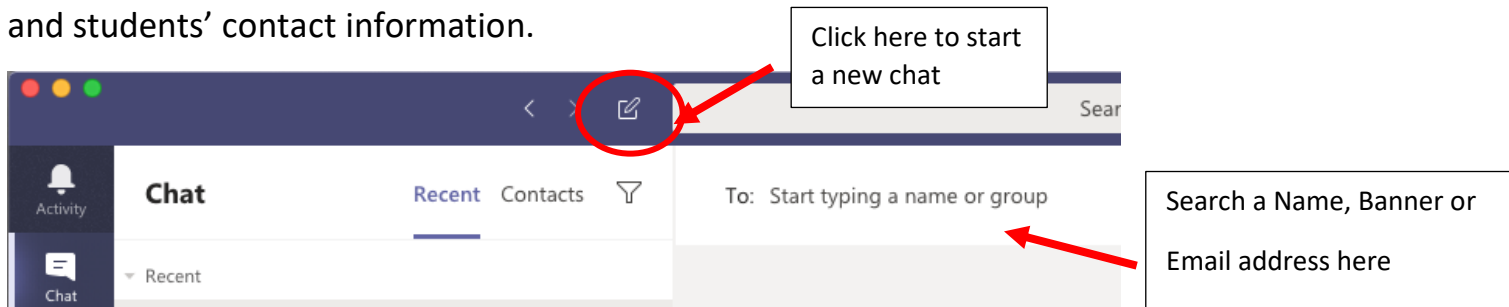 and students’ contact information.
Click here to start
a new chat
Sear
Activity
Chat
Recent Contacts
To: Start typing a name or group
Search a Name, Banner or
Email address here
Recent
Chat